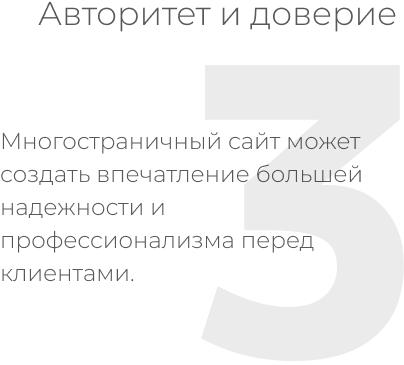 Авторитет и доверие
3
Многостраничный сайт может
создать впечатление большей
надежности и
профессионализма перед
клиентами.